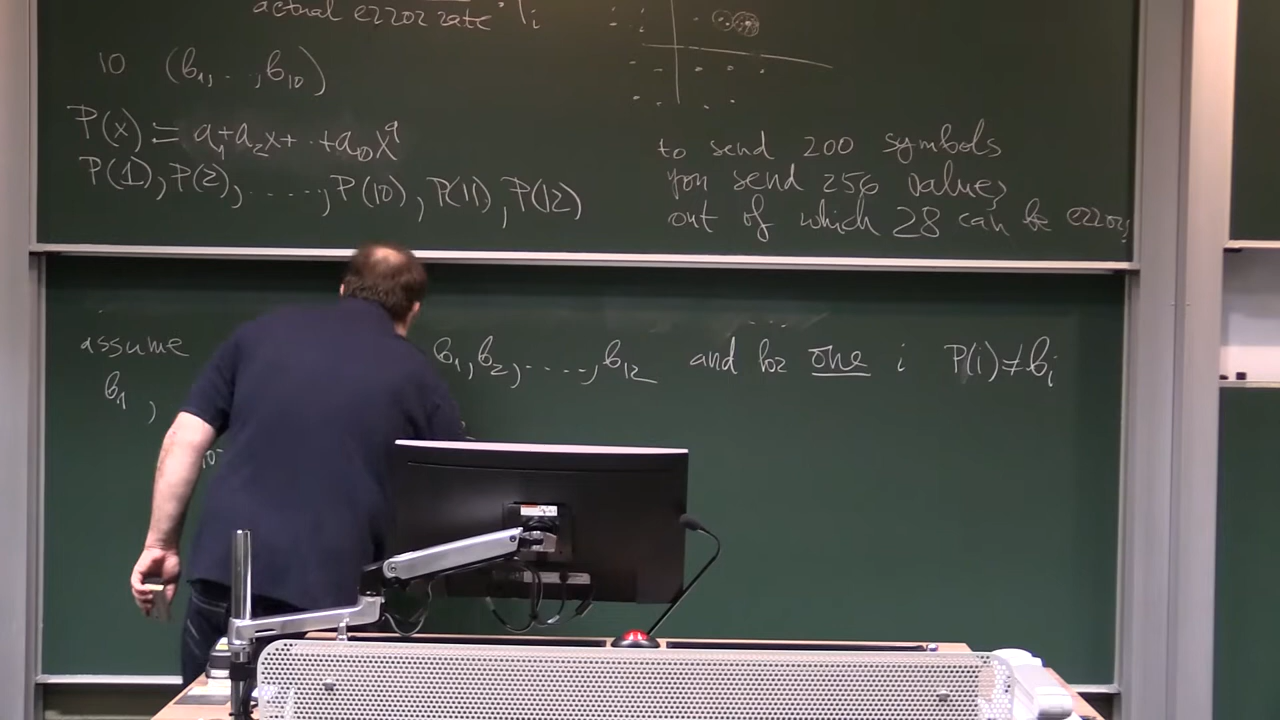 actual error rate
10 (b₁, .., b₁₀)
P(x) := a₁+a₂x+..+a₁₀x⁹
P(1), P(2), ....., P(10), P(11), P(12)
to send 200 symbols
you send 256 values
out of which 28 can be errors
assume b₁, b₂, ....., b₁₂ and for one i P(i)≠bᵢ
b₁ ,